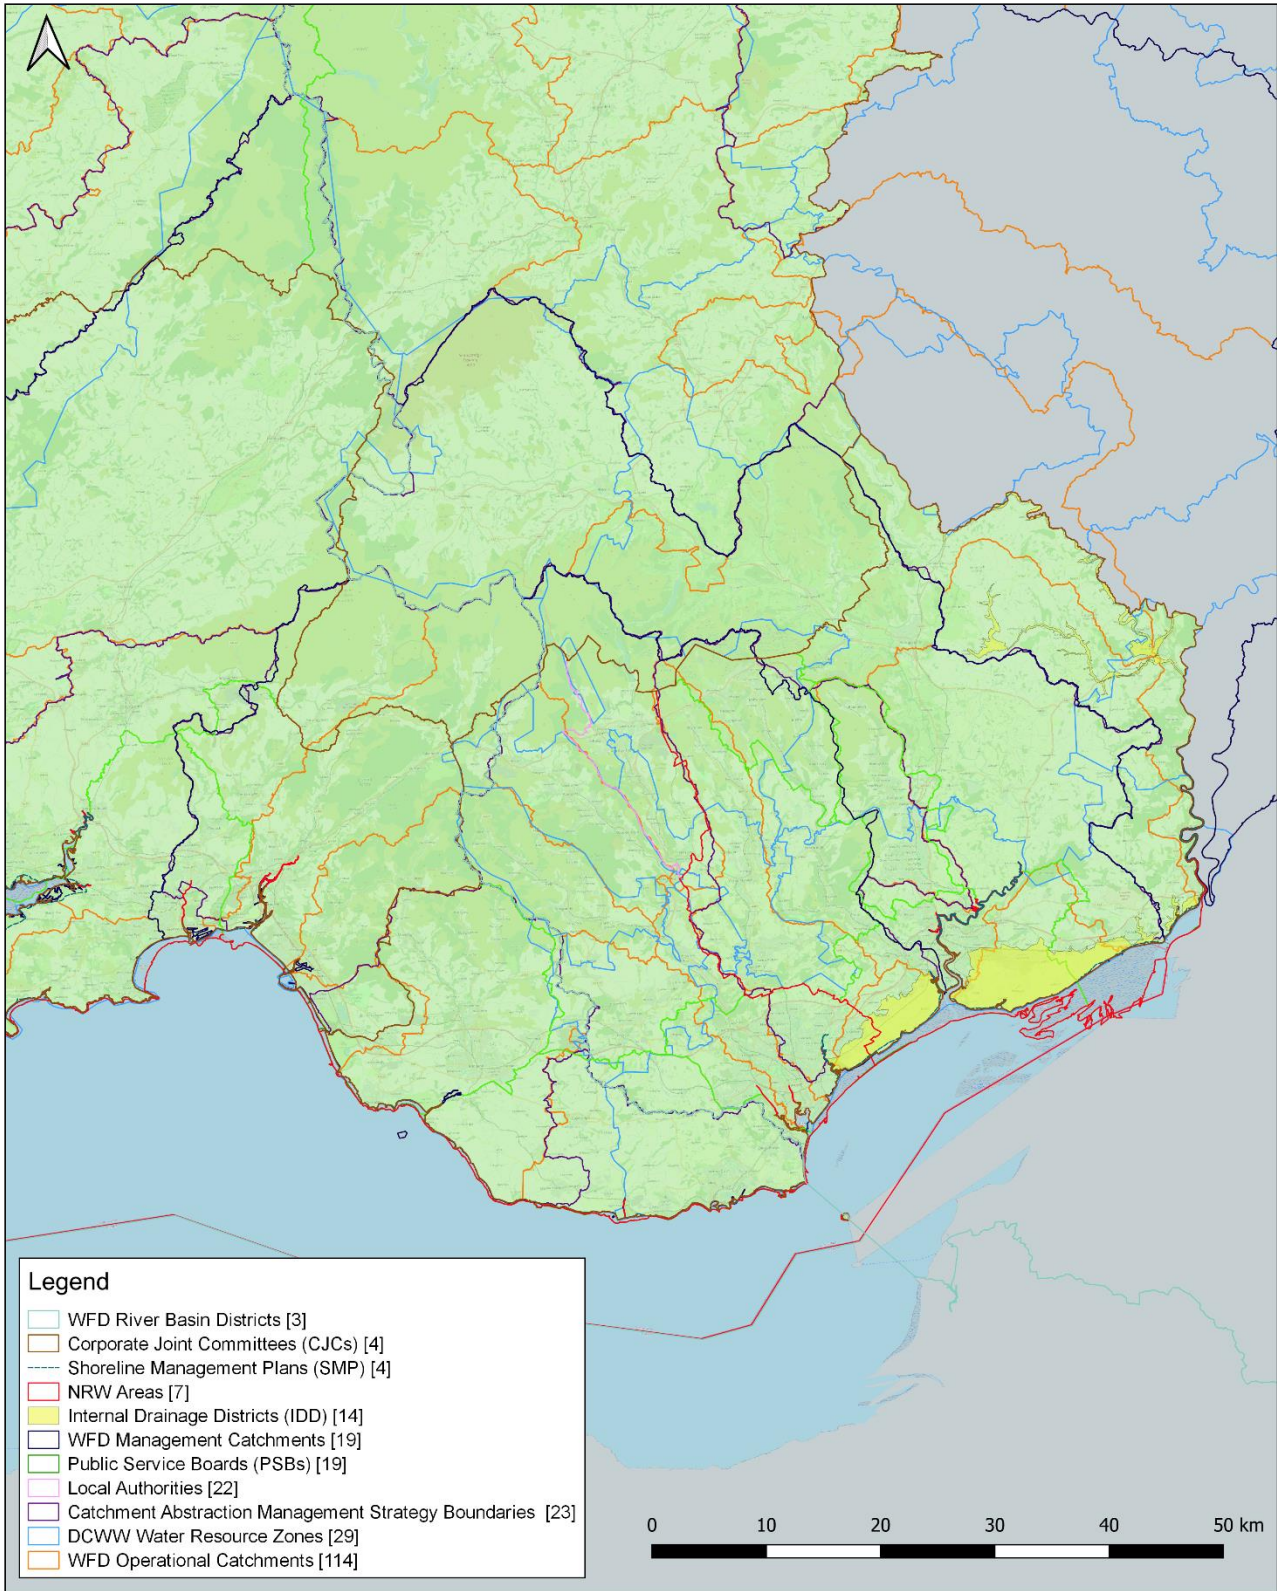 Legend
WFD River Basin Districts [3]
Corporate Joint Committees (CJCs) [4]
Shoreline Management Plans (SMP) [4]
NRW Areas [7]
Internal Drainage Districts (IDD) [14]
WFD Management Catchments [19]
Public Service Boards (PSBs) [19]
Local Authorities [22]
Catchment Abstraction Management Strategy Boundaries [23]
DCWW Water Resource Zones [29]
WFD Operational Catchments [114]
0 10 20 30 40 50 km